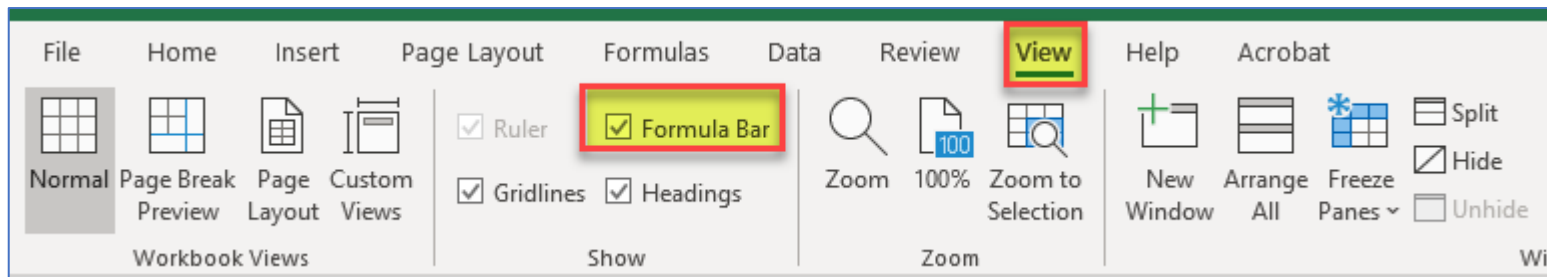 File Home Insert Page Layout Formulas Data Review View Help Acrobat
Ruler Formula Bar 100 Split
Hide
Normal Page Break Page Custom Gridlines Headings Zoom 100% Zoom to New Arrange Freeze
Preview Layout Views Selection Window All Panes Unhide
Workbook Views Show Zoom